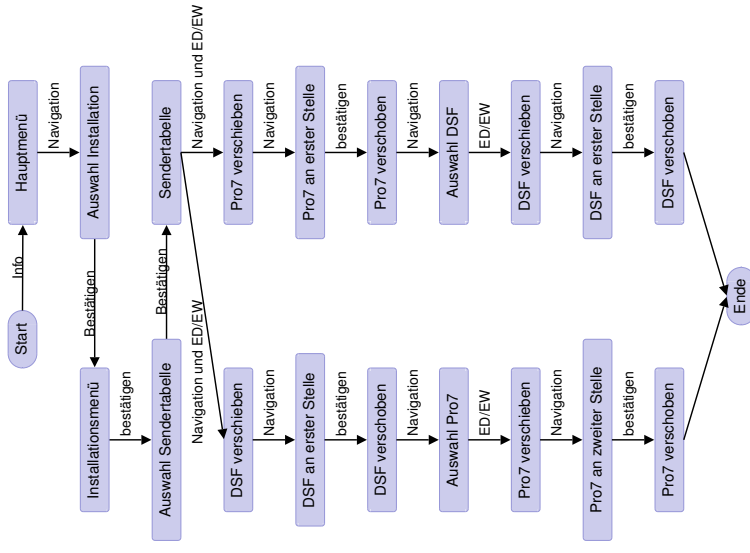 Start
Info
Hauptmenü
Navigation
Auswahl Installation
Bestätigen
Installationsmenü
bestätigen
Auswahl Sendertabelle
Bestätigen
Sendertabelle
Navigation und ED/EW
DSF verschieben
Navigation
DSF an erster Stelle
bestätigen
DSF verschoben
Navigation
Auswahl Pro7
ED/EW
Pro7 verschieben
Navigation
Pro7 an zweiter Stelle
bestätigen
Pro7 verschoben
Navigation und ED/EW
Pro7 verschieben
Navigation
Pro7 an erster Stelle
bestätigen
Pro7 verschoben
Navigation
Auswahl DSF
ED/EW
DSF verschieben
Navigation
DSF an erster Stelle
bestätigen
DSF verschoben
Ende